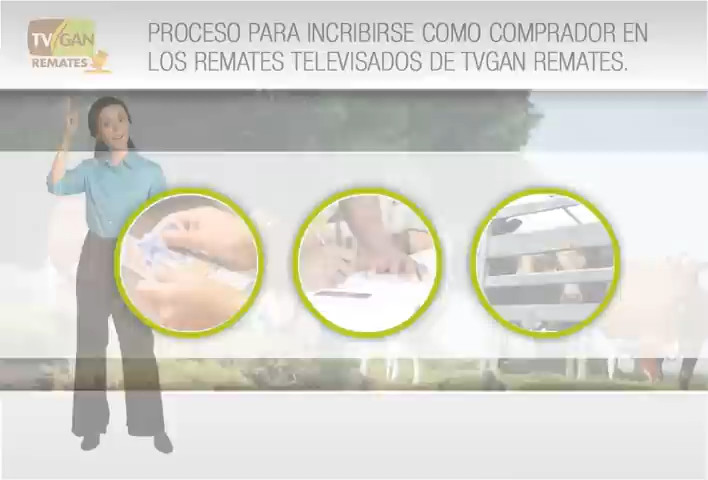 TV GAN
REMATES
PROCESO PARA INCRIBIRSE COMO COMPRADOR EN
LOS REMATES TELEVISADOS DE TVGAN REMATES.